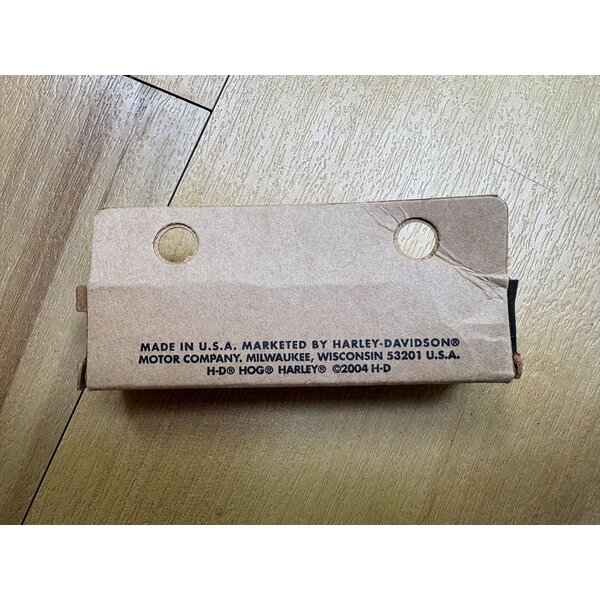 MADE IN U.S.A. MARKETED BY HARLEY-DAVIDSON®
MOTOR COMPANY. MILWAUKEE, WISCONSIN 53201 U.S.A.
H-D® HOG® HARLEY® ©2004 H-D